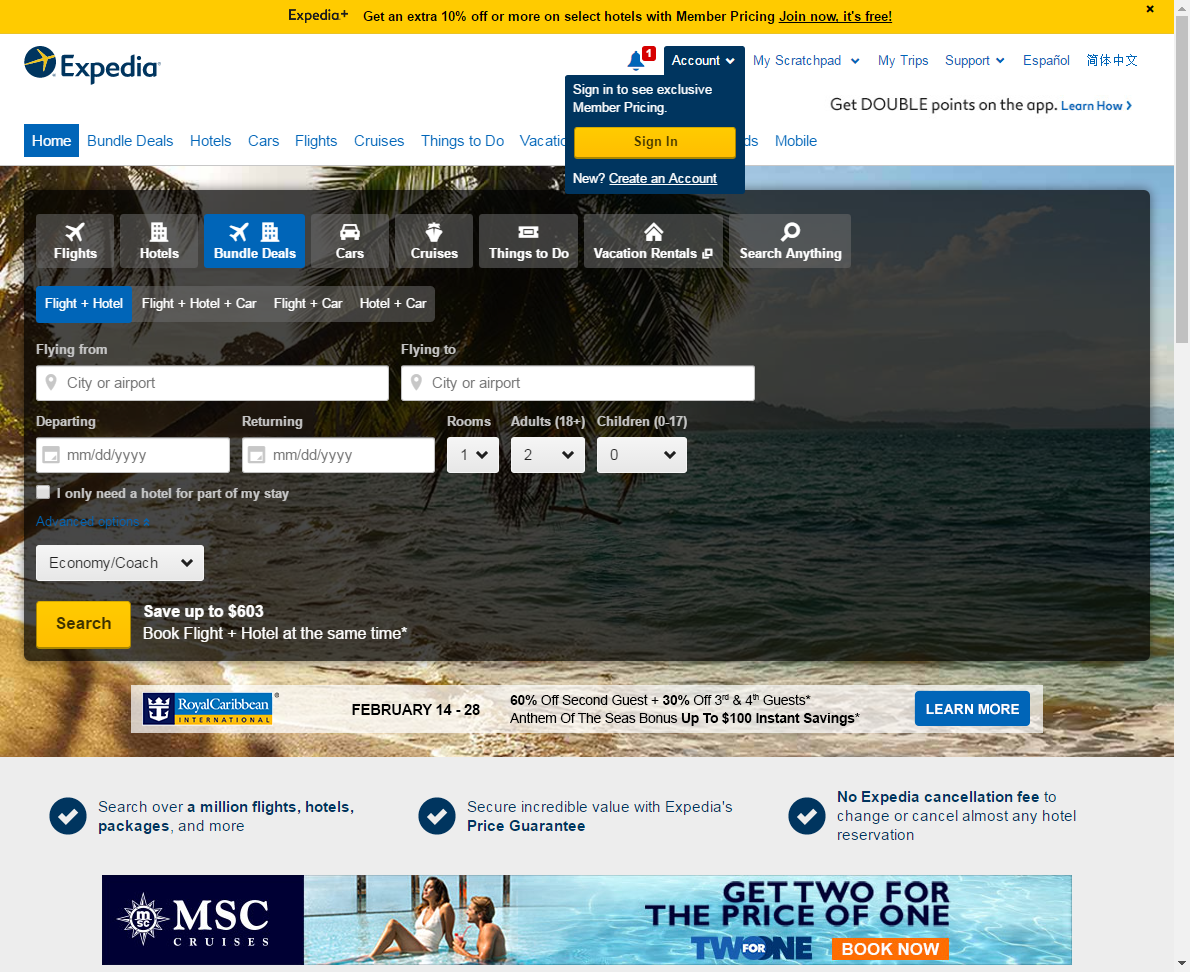 Expedia+ Get an extra 10% off or more on select hotels with Member Pricing Join now, it's free!
Expedia
1
Account
My Scratchpad
My Trips
Support
Español
简体中文
Sign in to see exclusive
Member Pricing.
Get DOUBLE points on the app. Learn How
Sign In
New? Create an Account
Home
Bundle Deals
Hotels
Cars
Flights
Cruises
Things to Do
Mobile
Flights
Hotels
Bundle Deals
Cars
Cruises
Things to Do
Vacation Rentals
Search Anything
Flight + Hotel
Flight + Hotel + Car
Flight + Car
Hotel + Car
Flying from
Flying to
City or airport
City or airport
Departing
Returning
Rooms
Adults (18+)
Children (0-17)
mm/dd/yyyy
mm/dd/yyyy
1
2
0
I only need a hotel for part of my stay
Economy/Coach
Search
Save up to $603
Book Flight + Hotel at the same time*
RoyalCaribbean®
INTERNATIONAL
FEBRUARY 14 - 28
60% Off Second Guest + 30% Off 3rd & 4th Guests*
Anthem Of The Seas Bonus Up To $100 Instant Savings*
LEARN MORE
Search over a million flights, hotels,
packages, and more
Secure incredible value with Expedia's
Price Guarantee
No Expedia cancellation fee to
change or cancel almost any hotel
reservation
MSC
MSC
CRUISES
GET TWO FOR
THE PRICE OF ONE
TWO FOR ONE
BOOK NOW